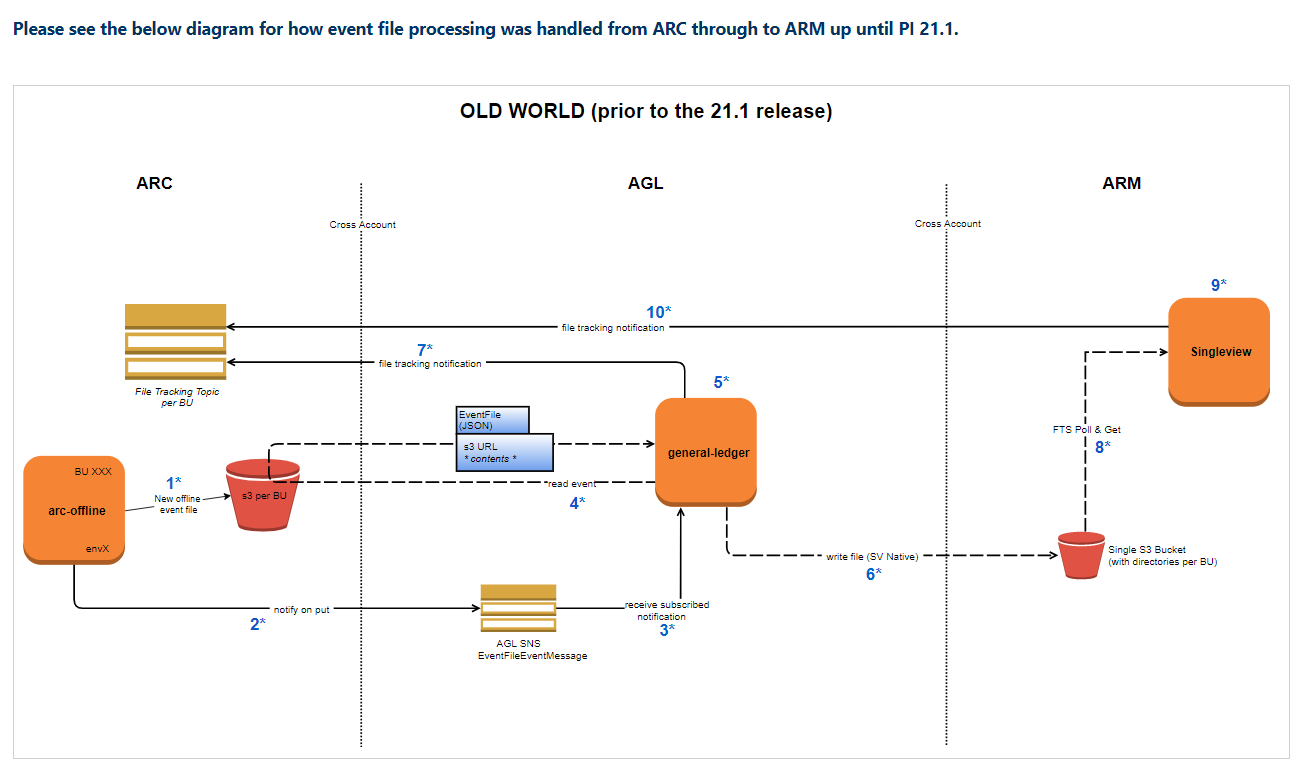 Please see the below diagram for how event file processing was handled from ARC through to ARM up until PI 21.1.
OLD WORLD (prior to the 21.1 release)
ARC
AGL
ARM
Cross Account
Cross Account
9*
10*
file tracking notification
7*
file tracking notification
Singleview
File Tracking Topic
per BU
5*
EventFile
(JSON)
s3 URL
* contents *
general-ledger
FTS Poll & Get
8*
BU XXX
arc-offline
envX
1*
New offline
event file
s3 per BU
read event
4*
write file (SV Native)
6*
Single S3 Bucket
(with directories per BU)
notify on put
2*
receive subscribed
notification
3*
AGL SNS
EventFileEventMessage